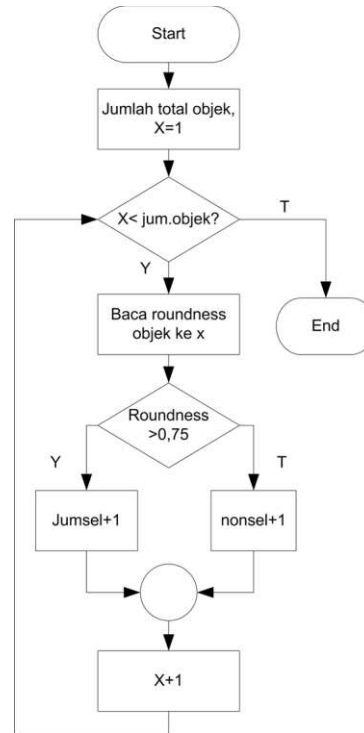 Start
Jumlah total objek,
X=1
X< jum.objek?
T
Y
Baca roundness
objek ke x
End
Roundness
>0,75
Y
T
Jumsel+1
nonsel+1
X+1